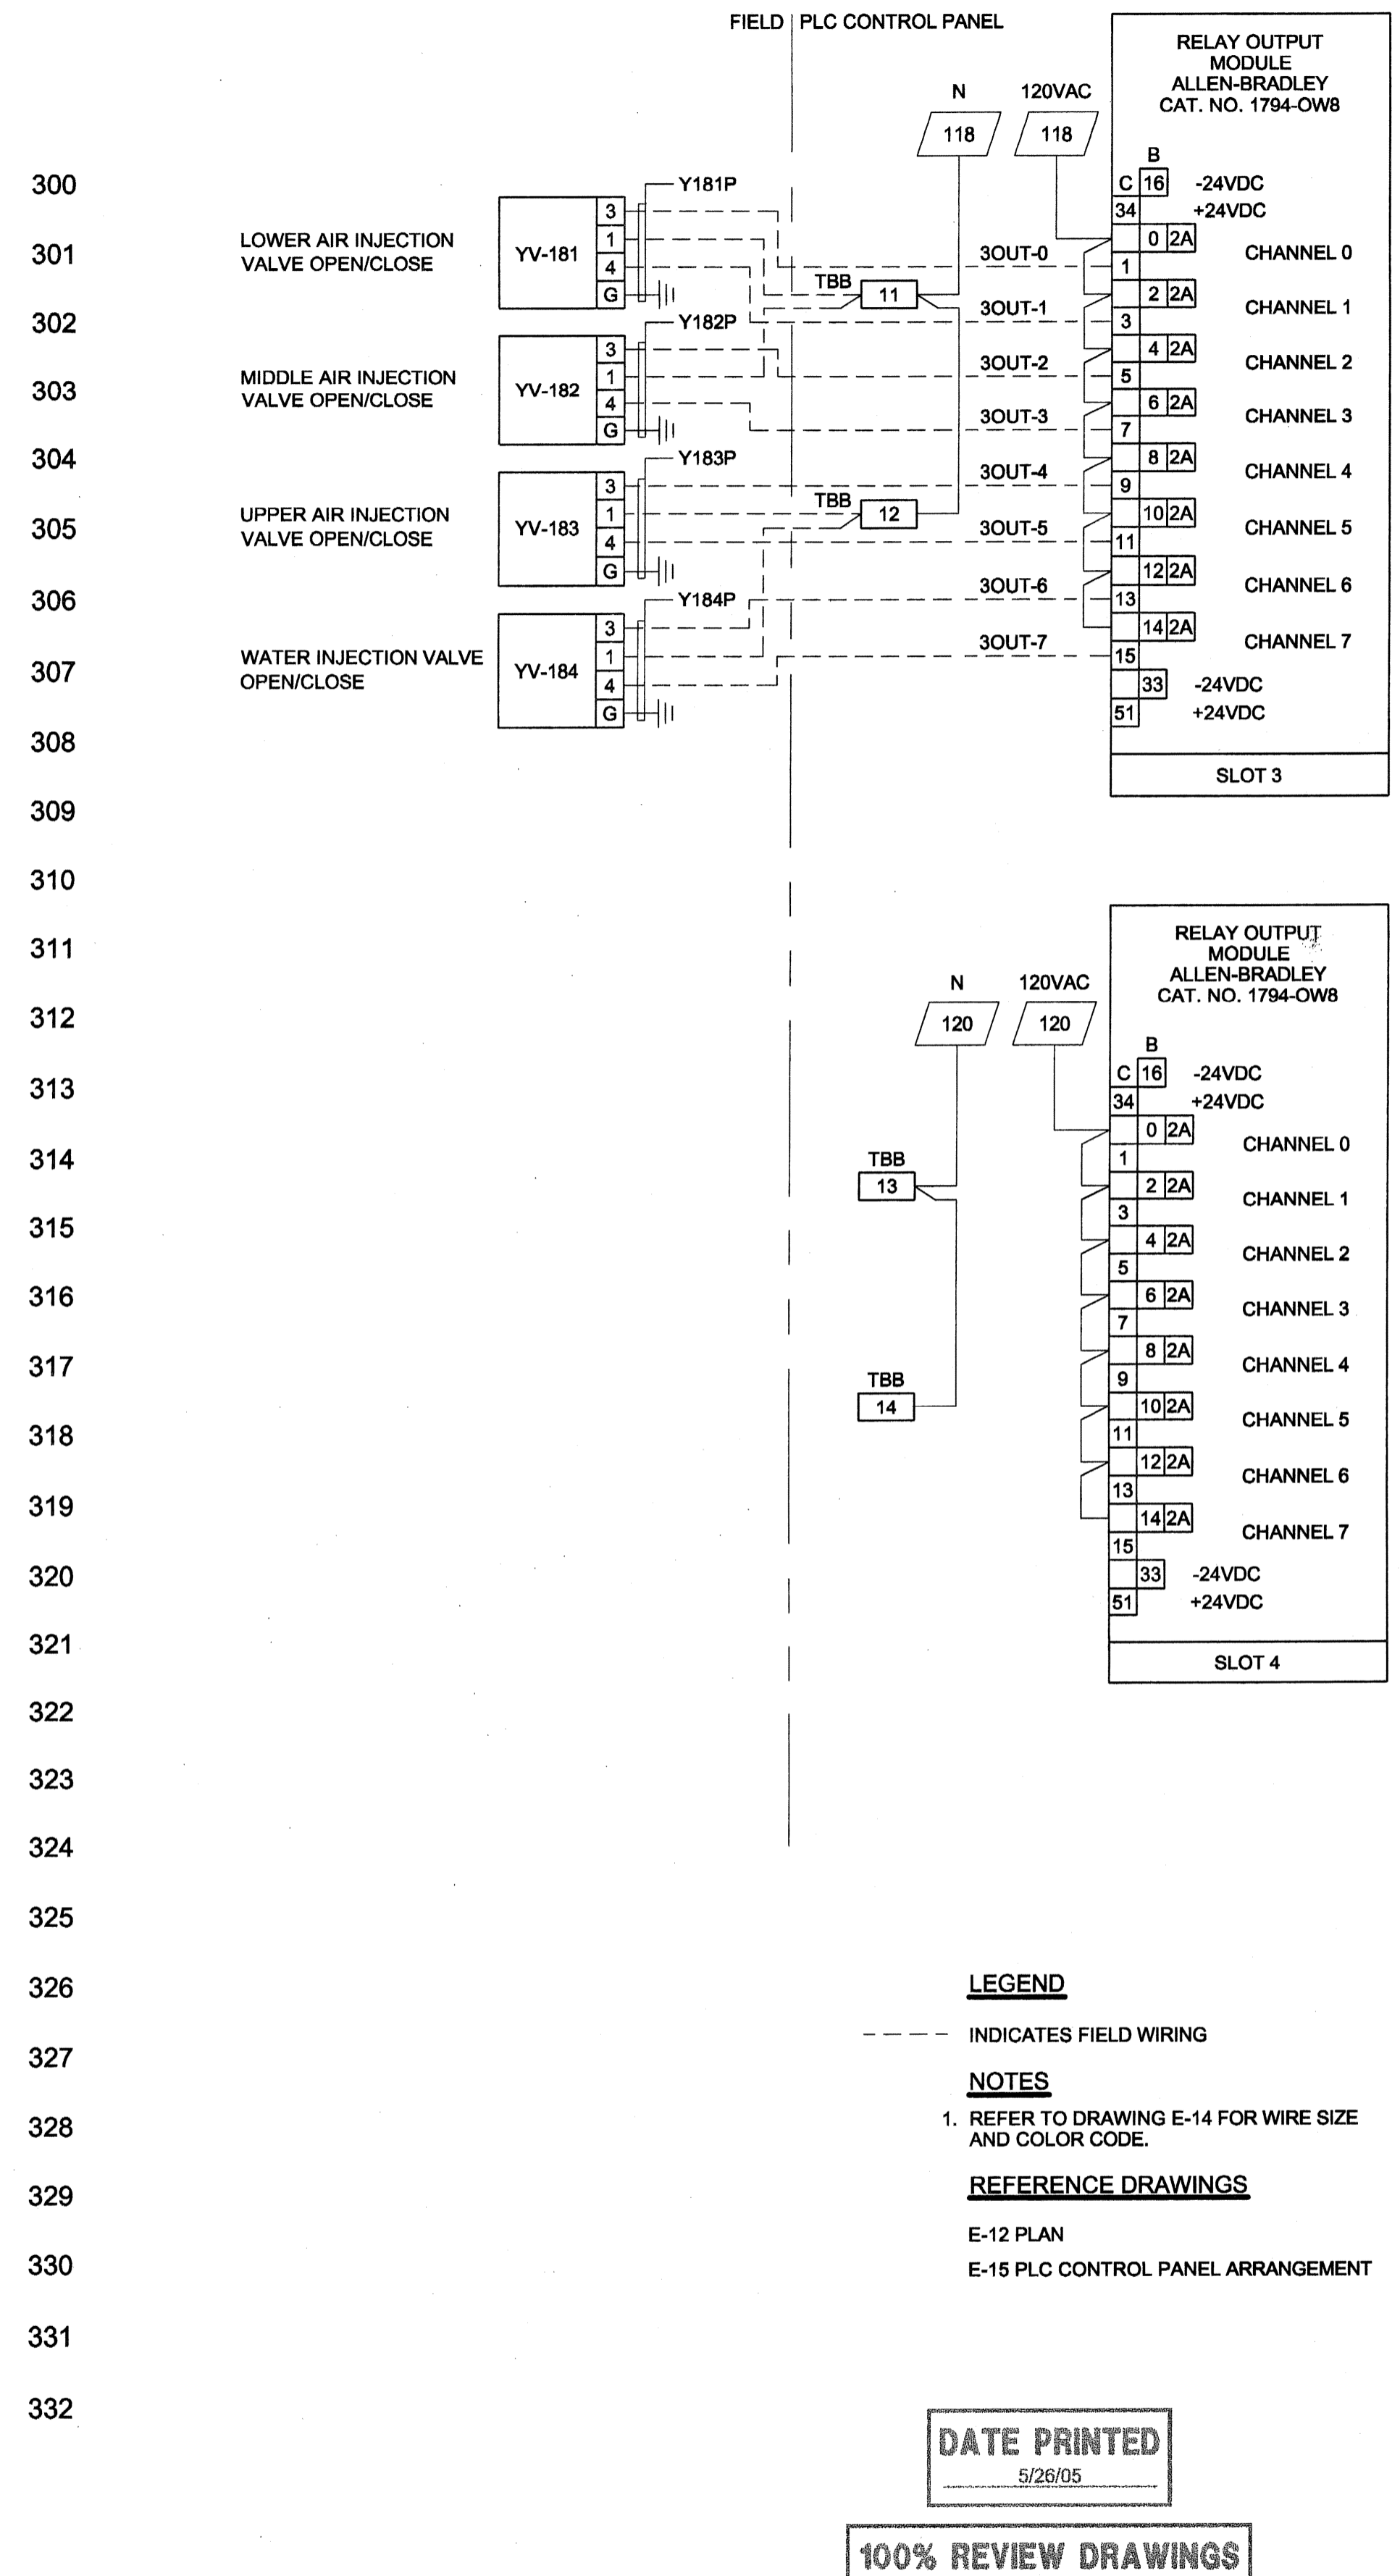 FIELD PLC CONTROL PANEL
RELAY OUTPUT
MODULE
ALLEN-BRADLEY
CAT. NO. 1794-OW8
N 120VAC
118 118
B
300 Y181P C 16 -24VDC
3 34 +24VDC
LOWER AIR INJECTION 1 0 2A
301 YV-181 3OUT-0 CHANNEL 0
VALVE OPEN/CLOSE 4 1
TBB
G 11 2 2A
3OUT-1 CHANNEL 1
302 Y182P 3
3 4 2A
3OUT-2 CHANNEL 2
MIDDLE AIR INJECTION 1 5
303 YV-182
VALVE OPEN/CLOSE 4 6 2A
3OUT-3 CHANNEL 3
G 7
304 Y183P 8 2A
3OUT-4 CHANNEL 4
3 9
TBB
UPPER AIR INJECTION 1 12 10 2A
305 YV-183 3OUT-5 CHANNEL 5
VALVE OPEN/CLOSE 4 11
G 12 2A
3OUT-6 CHANNEL 6
306 Y184P 13
3 14 2A
3OUT-7 CHANNEL 7
WATER INJECTION VALVE 1 15
307 YV-184
OPEN/CLOSE 4 33 -24VDC
G 51 +24VDC
308
SLOT 3
309
310
311
RELAY OUTPUT
MODULE
ALLEN-BRADLEY
CAT. NO. 1794-OW8
N 120VAC
312 120 120
B
313 C 16 -24VDC
34 +24VDC
0 2A
CHANNEL 0
314 TBB 1
13 2 2A
CHANNEL 1
315 3
4 2A
CHANNEL 2
5
316 6 2A
CHANNEL 3
7
8 2A
317 CHANNEL 4
TBB 9
14 10 2A
CHANNEL 5
318 11
12 2A
CHANNEL 6
13
319
14 2A
CHANNEL 7
15
320 33 -24VDC
51 +24VDC
321
SLOT 4
322
323
324
325
326
LEGEND
INDICATES FIELD WIRING
327
NOTES
328
1. REFER TO DRAWING E-14 FOR WIRE SIZE
AND COLOR CODE.
329
REFERENCE DRAWINGS
E-12 PLAN
330
E-15 PLC CONTROL PANEL ARRANGEMENT
331
332
DATE PRINTED
5/26/05
100% REVIEW DRAWINGS